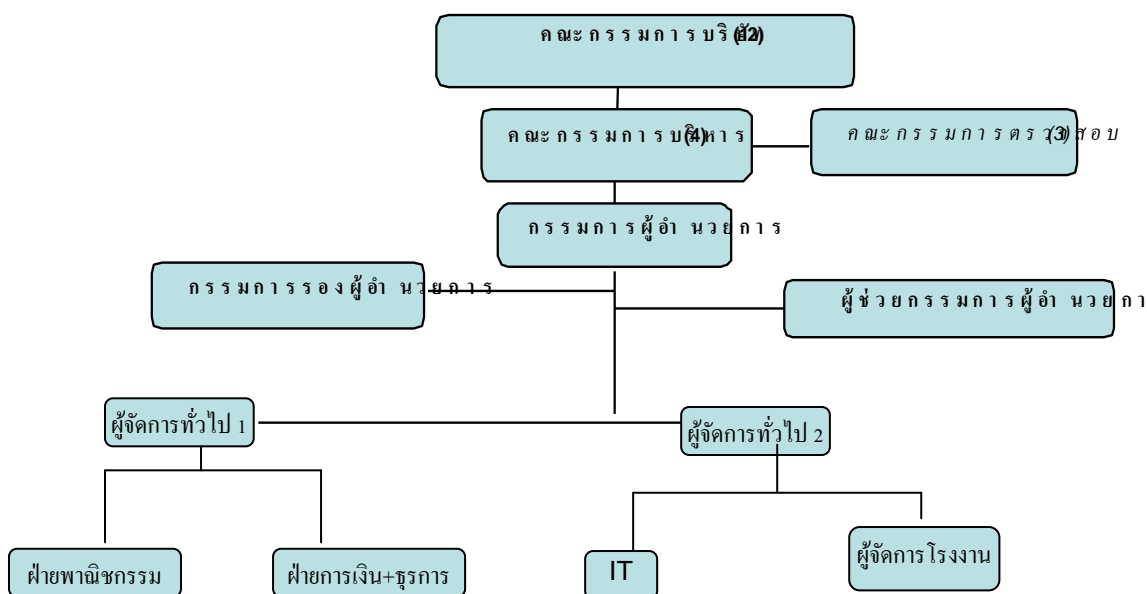 คณะกรรมการบริษัท (12)
คณะกรรมการบริหาร (4)
คณะกรรมการตรวจสอบ (3)
กรรมการผู้อำนวยการ
กรรมการรองผู้อำนวยการ
ผู้ช่วยกรรมการผู้อำนวยกา
ผู้จัดการทั่วไป 1
ผู้จัดการทั่วไป 2
ฝ่ายพาณิชกรรม
ฝ่ายการเงิน+ธุรการ
IT
ผู้จัดการโรงงาน